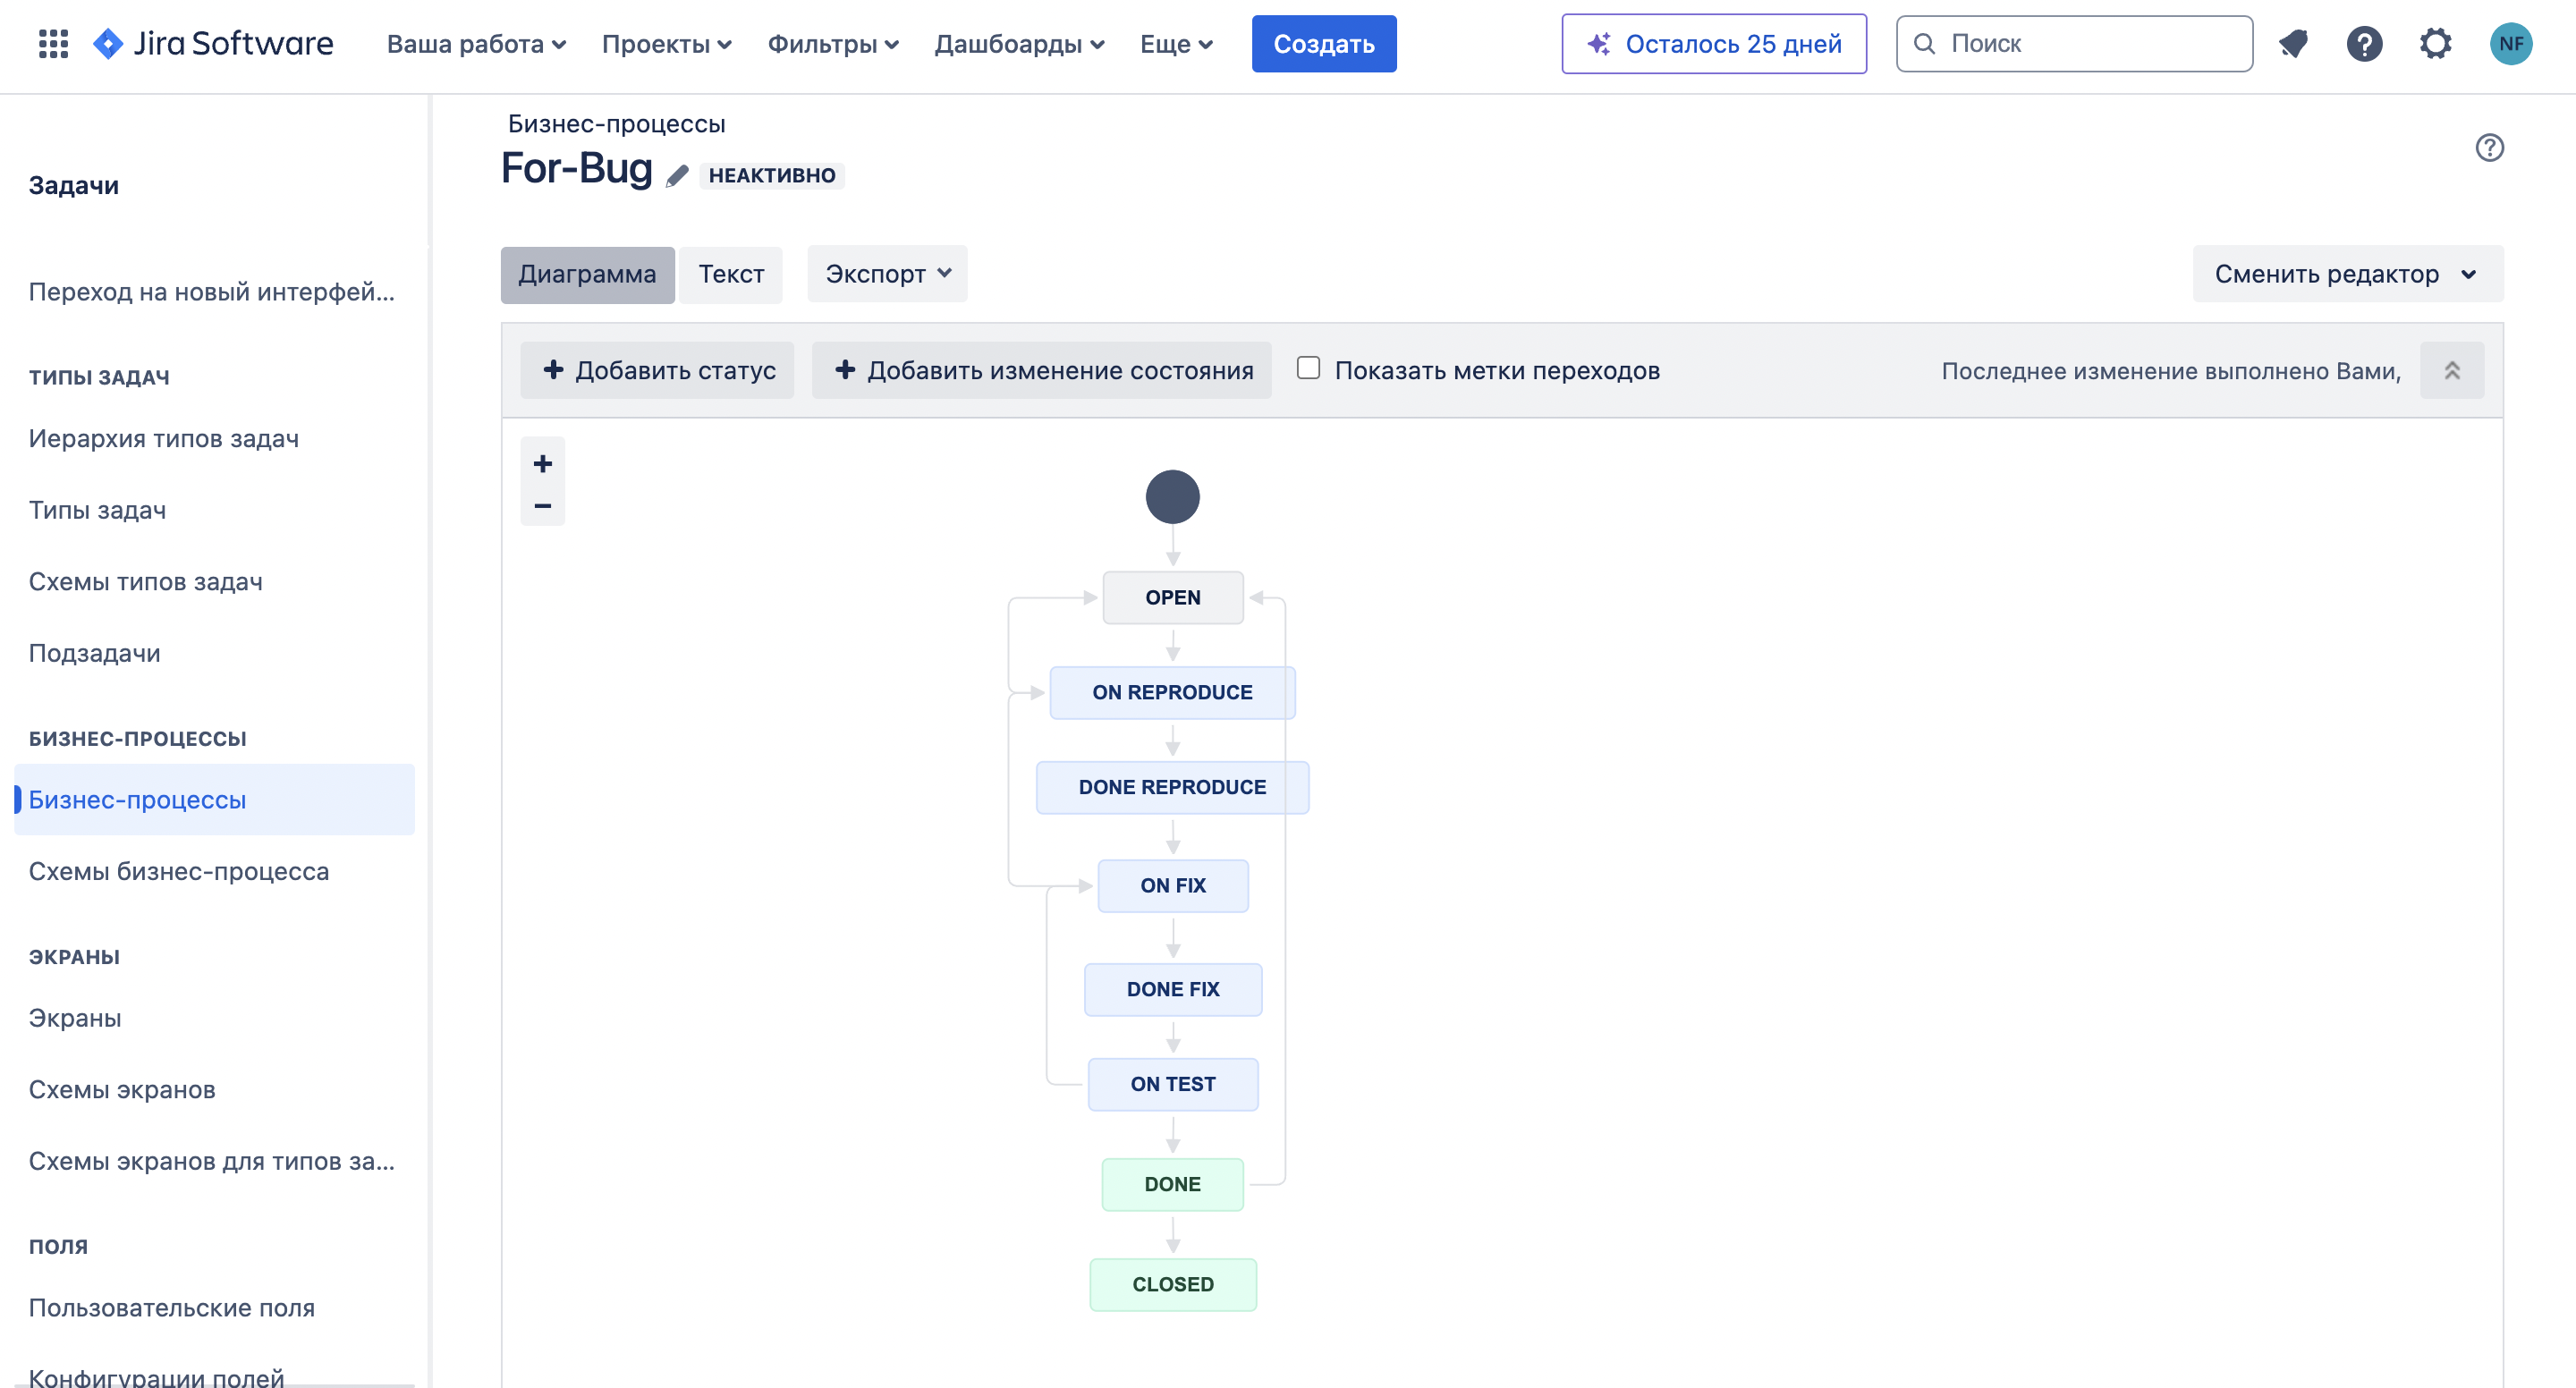 Jira Software
Ваша работа
Проекты
Фильтры
Дашбоарды
Еще
Создать
Осталось 25 дней
Поиск
NF
Задачи
Переход на новый интерфей...
ТИПЫ ЗАДАЧ
Иерархия типов задач
Типы задач
Схемы типов задач
Подзадачи
БИЗНЕС-ПРОЦЕССЫ
Бизнес-процессы
Схемы бизнес-процесса
ЭКРАНЫ
Экраны
Схемы экранов
Схемы экранов для типов за...
ПОЛЯ
Пользовательские поля
Конфигурации полей
Бизнес-процессы
For-Bug НЕАКТИВНО
Диаграмма
Текст
Экспорт
Сменить редактор
+ Добавить статус
+ Добавить изменение состояния
Показать метки переходов
Последнее изменение выполнено Вами,
+
−
OPEN
ON REPRODUCE
DONE REPRODUCE
ON FIX
DONE FIX
ON TEST
DONE
CLOSED